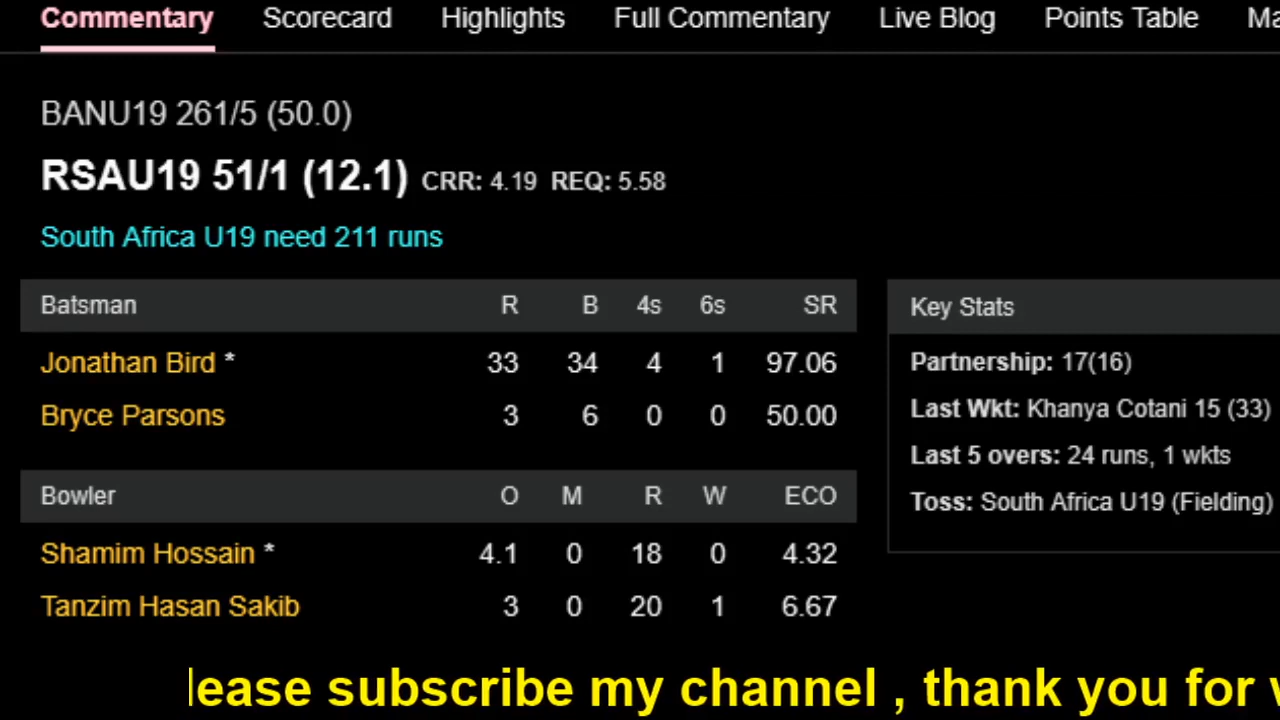 Commentary Scorecard Highlights Full Commentary Live Blog Points Table
BANU19 261/5 (50.0)
RSAU19 51/1 (12.1) CRR: 4.19 REQ: 5.58
South Africa U19 need 211 runs
Batsman R B 4s 6s SR
Jonathan Bird * 33 34 4 1 97.06
Bryce Parsons 3 6 0 0 50.00
Bowler O M R W ECO
Shamim Hossain * 4.1 0 18 0 4.32
Tanzim Hasan Sakib 3 0 20 1 6.67
Key Stats
Partnership: 17(16)
Last Wkt: Khanya Cotani 15 (33)
Last 5 overs: 24 runs, 1 wkts
Toss: South Africa U19 (Fielding)
lease subscribe my channel , thank you for